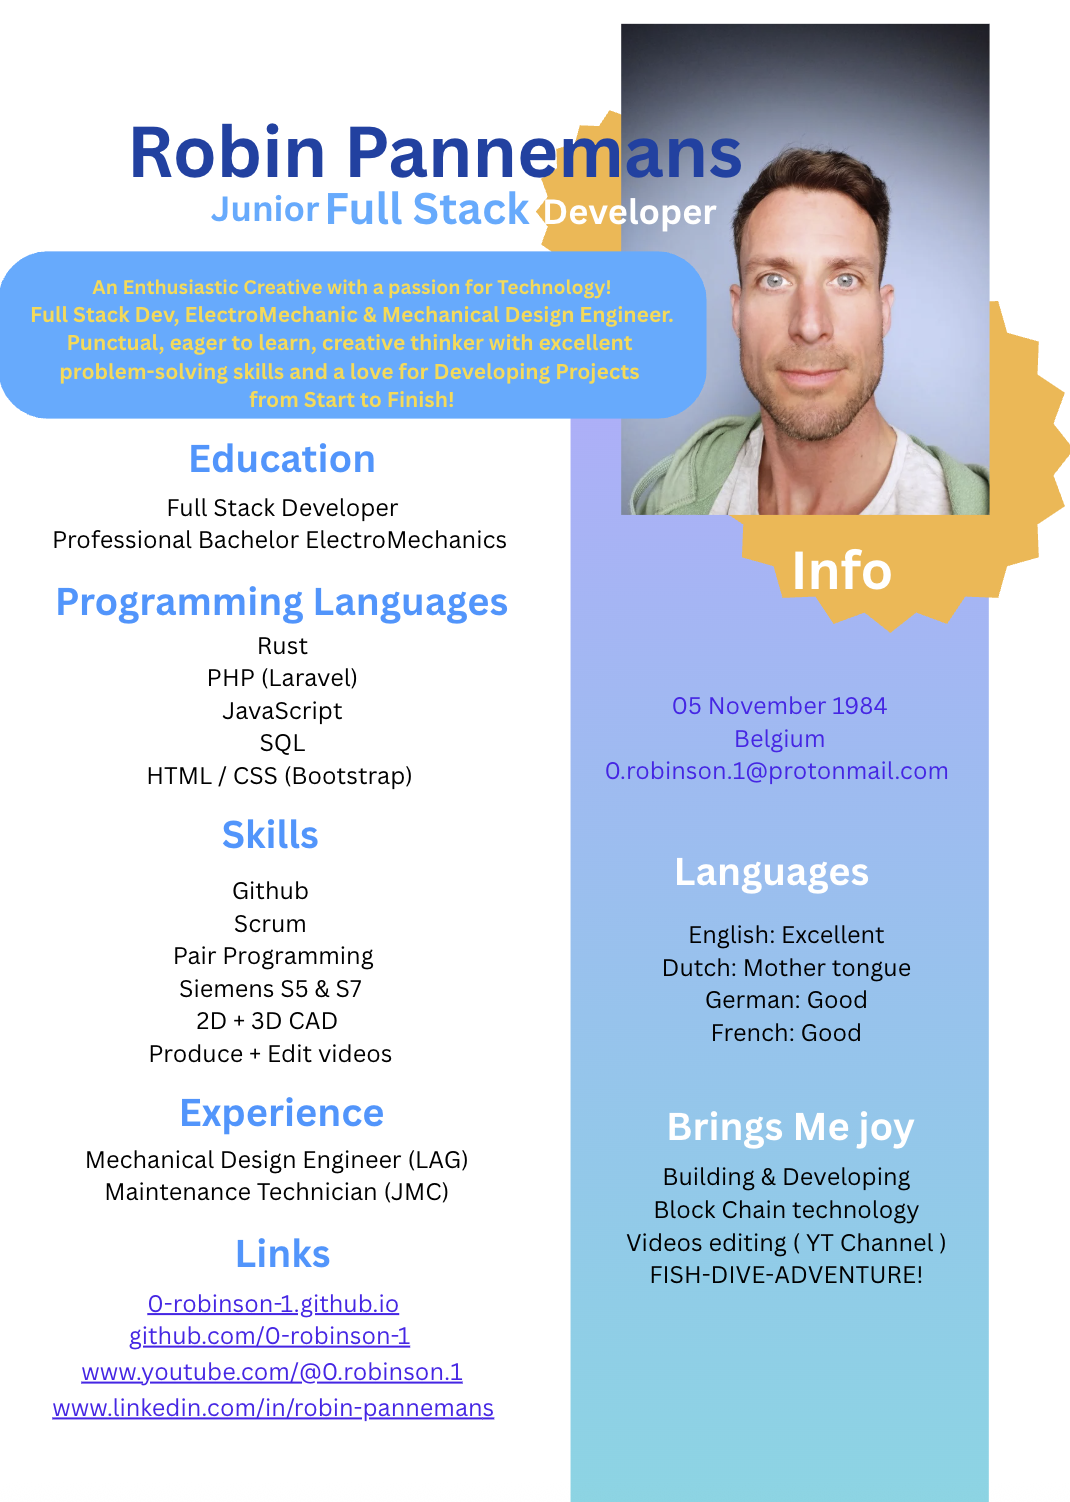 Robin Pannemans
Junior Full Stack Developer
An Enthusiastic Creative with a passion for Technology!
Full Stack Dev, ElectroMechanic & Mechanical Design Engineer.
Punctual, eager to learn, creative thinker with excellent
problem-solving skills and a love for Developing Projects
from Start to Finish!
Education
Full Stack Developer
Professional Bachelor ElectroMechanics
Programming Languages
Rust
PHP (Laravel)
JavaScript
SQL
HTML / CSS (Bootstrap)
Skills
Github
Scrum
Pair Programming
Siemens S5 & S7
2D + 3D CAD
Produce + Edit videos
Experience
Mechanical Design Engineer (LAG)
Maintenance Technician (JMC)
Links
0-robinson-1.github.io
github.com/0-robinson-1
www.youtube.com/@0.robinson.1
www.linkedin.com/in/robin-pannemans
Info
05 November 1984
Belgium
0.robinson.1@protonmail.com
Languages
English: Excellent
Dutch: Mother tongue
German: Good
French: Good
Brings Me joy
Building & Developing
Block Chain technology
Videos editing ( YT Channel )
FISH-DIVE-ADVENTURE!